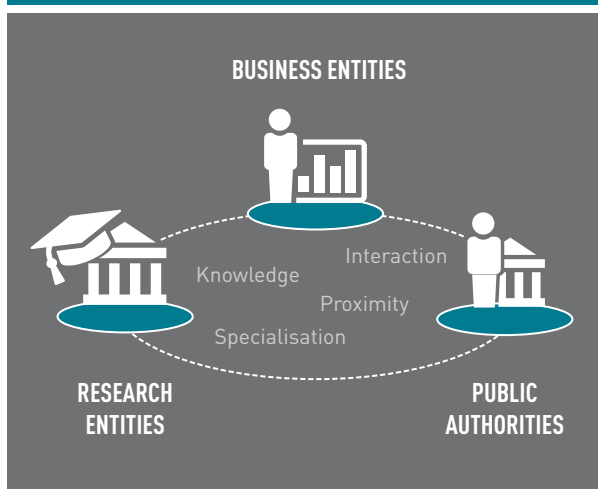 BUSINESS ENTITIES
Interaction
Knowledge
Proximity
Specialisation
RESEARCH
ENTITIES
PUBLIC
AUTHORITIES